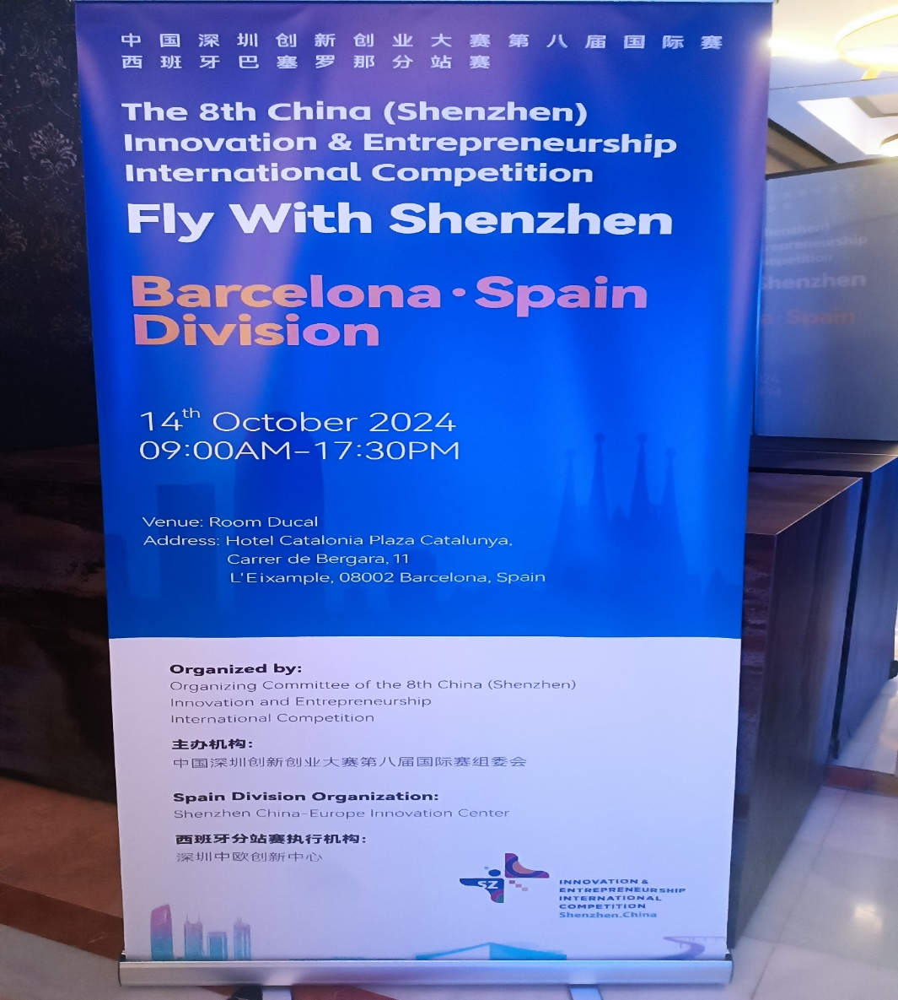 中国深圳创新创业大赛第八届国际赛
西班牙巴塞罗那分站赛
The 8th China (Shenzhen)
Innovation & Entrepreneurship
International Competition
Fly With Shenzhen
Barcelona·Spain
Division
14th October 2024
09:00AM–17:30PM
Venue: Room Ducal
Address: Hotel Catalonia Plaza Catalunya,
Carrer de Bergara, 11
L'Eixample, 08002 Barcelona, Spain
Organized by:
Organizing Committee of the 8th China (Shenzhen)
Innovation and Entrepreneurship
International Competition
主办机构:
中国深圳创新创业大赛第八届国际赛组委会
Spain Division Organization:
Shenzhen China–Europe Innovation Center
西班牙分站赛执行机构:
深圳中欧创新中心
SZ
INNOVATION &
ENTREPRENEURSHIP
INTERNATIONAL
COMPETITION
Shenzhen.China
Shenzhen
Spain